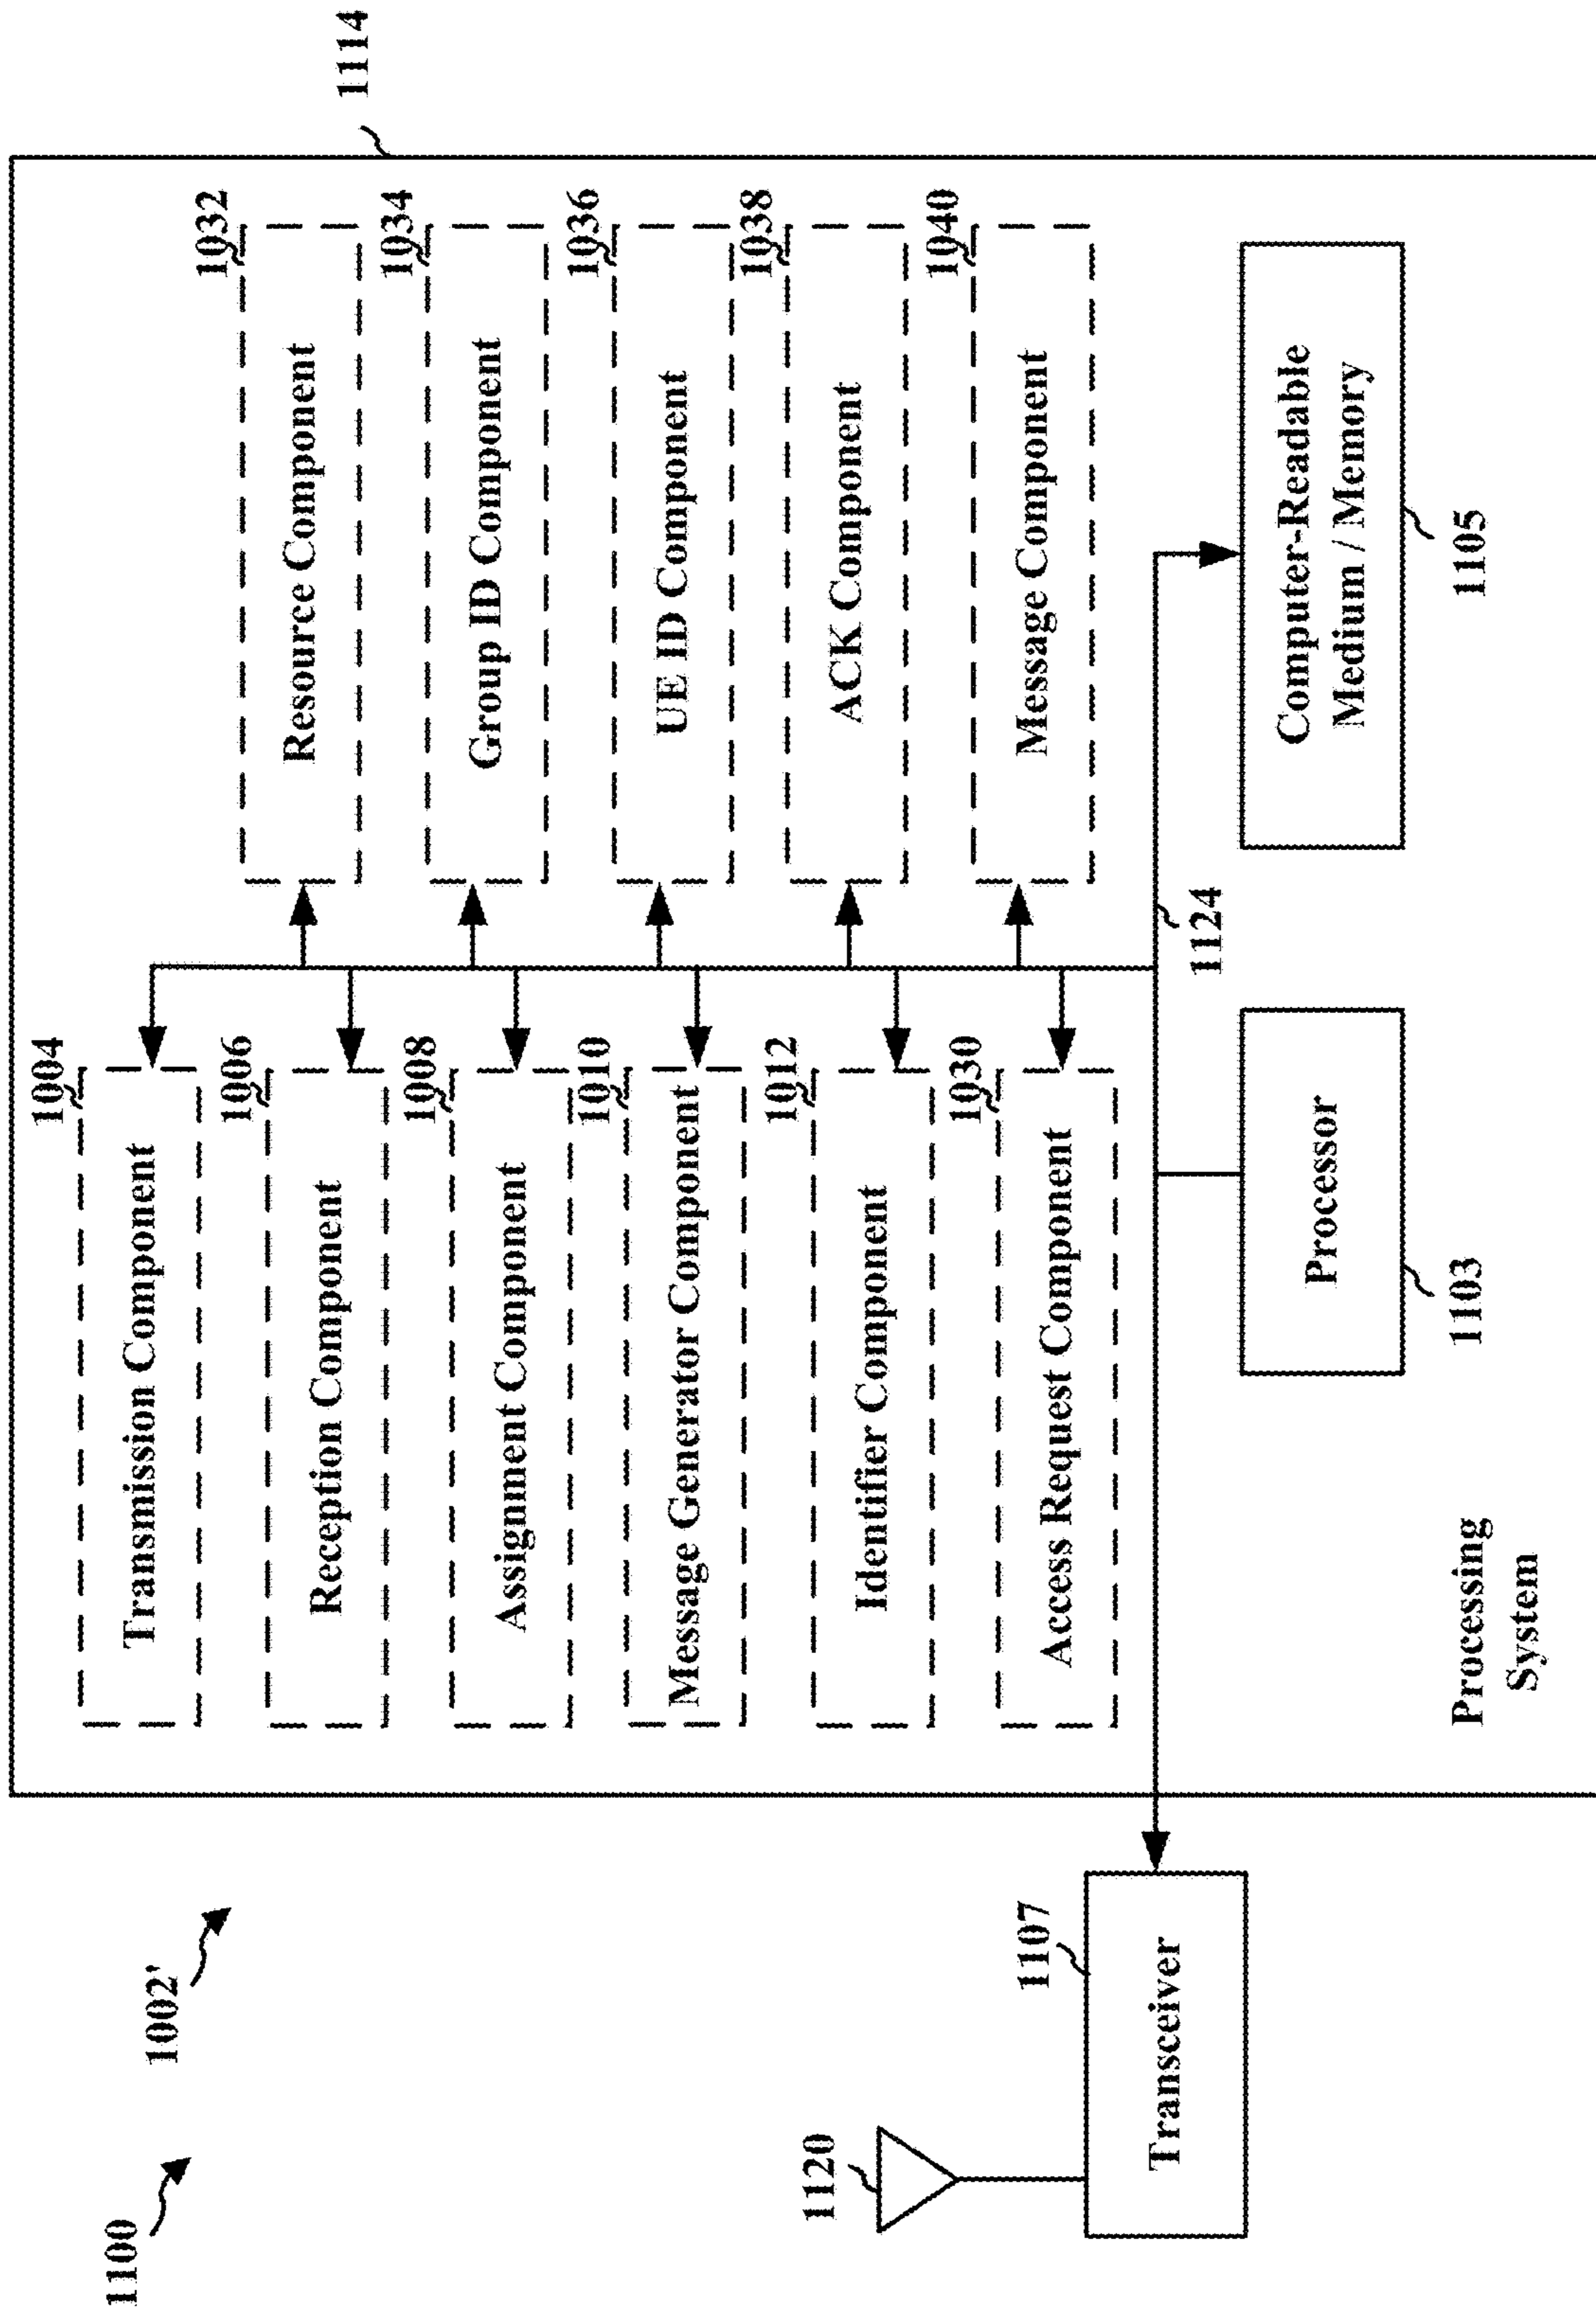 1100
1002'
1114
1004
Transmission Component
1006
Reception Component
1008
Assignment Component
1010
Message Generator Component
1012
Identifier Component
1030
Access Request Component
1032
Resource Component
1034
Group ID Component
1036
UE ID Component
1038
ACK Component
1040
Message Component
1120
1107
Transceiver
1124
Processor
1103
Computer-Readable
Medium / Memory
1105
Processing
System